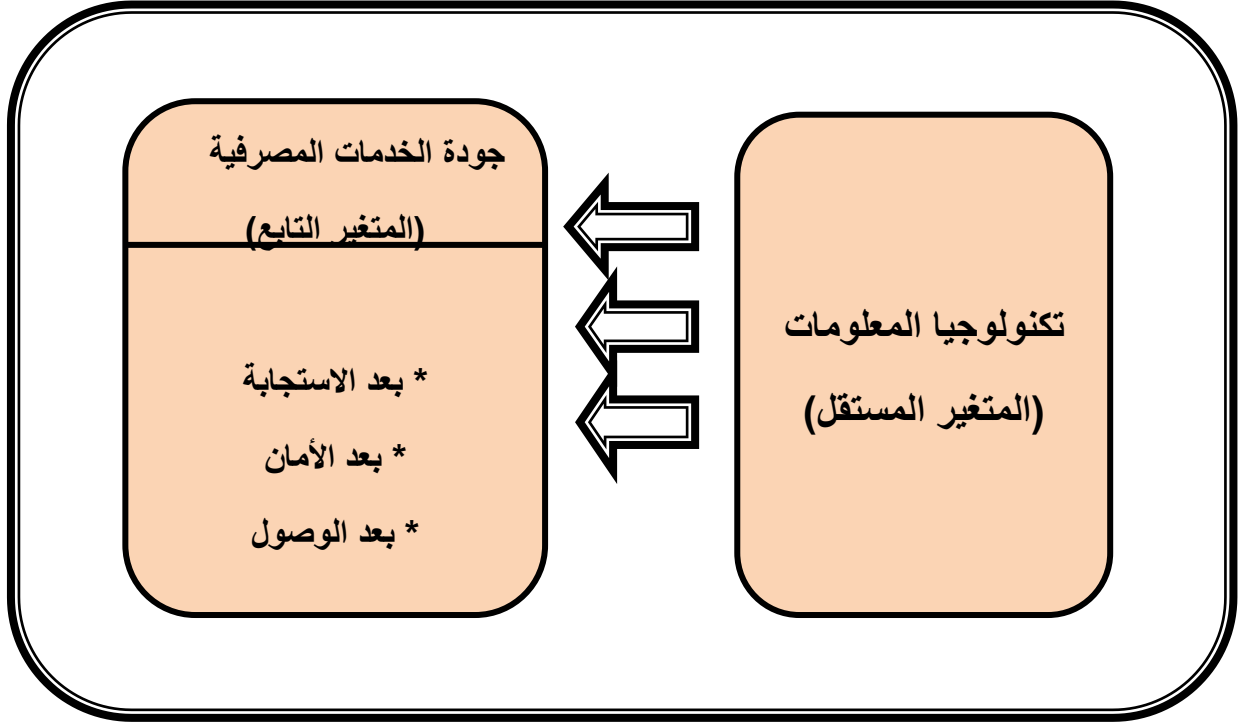 تكنولوجيا المعلومات
(المتغير المستقل)
جودة الخدمات المصرفية
(المتغير التابع)
* بعد الاستجابة
* بعد الأمان
* بعد الوصول